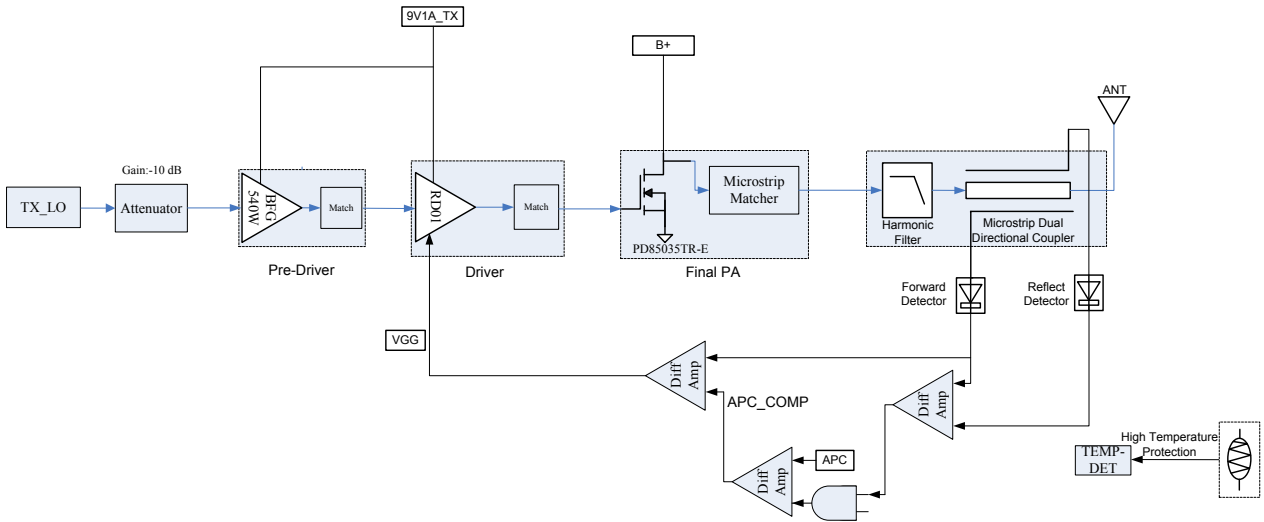 9V1A_TX
B+
ANT
Gain:-10 dB
TX_LO
Attenuator
BFG
540W
Match
Pre-Driver
RD01
Match
Driver
Microstrip
Matcher
PD85035TR-E
Final PA
Harmonic
Filter
Microstrip Dual
Directional Coupler
Forward
Detector
Reflect
Detector
VGG
Diff
Amp
APC_COMP
Diff
Amp
Diff
Amp
APC
High Temperature
Protection
TEMP-
DET